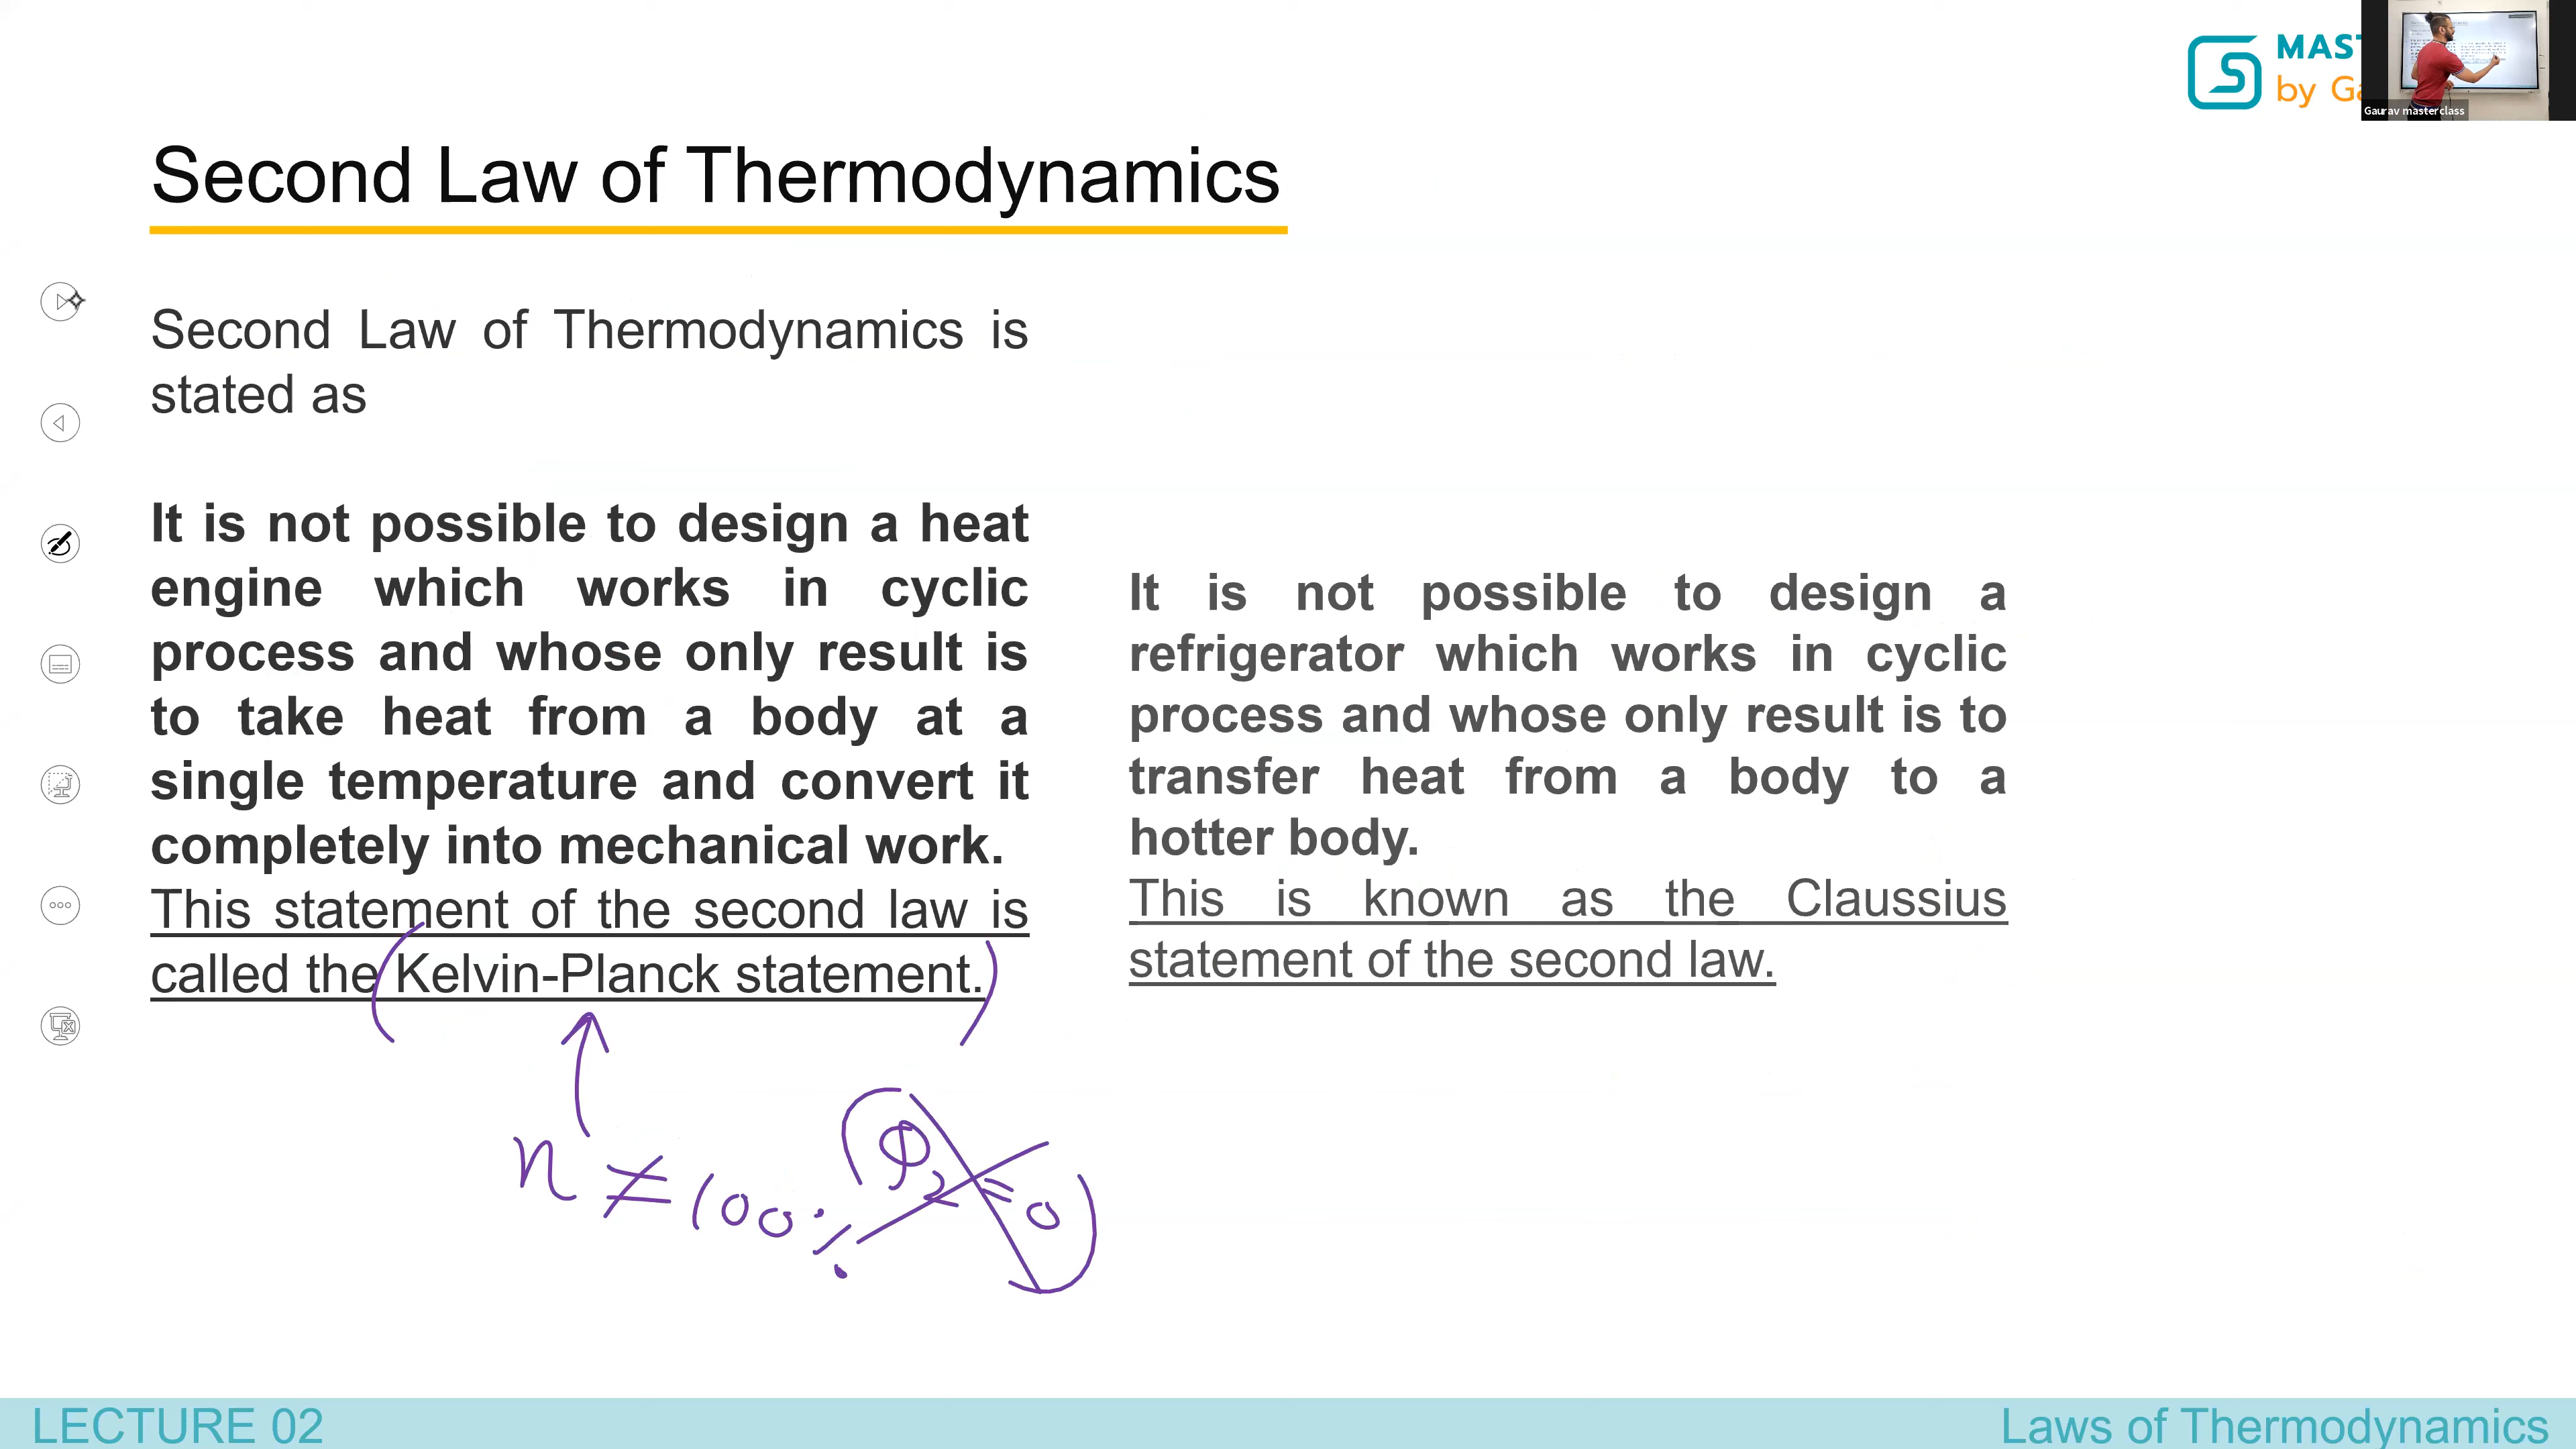 MAST
by Ga
Gaurav masterclass
Second Law of Thermodynamics
Second Law of Thermodynamics is
stated as
It is not possible to design a heat
engine which works in cyclic
process and whose only result is
to take heat from a body at a
single temperature and convert it
completely into mechanical work.
This statement of the second law is
called the (Kelvin-Planck statement.)
η ≠ 100 %
(Q₂ = 0)
It is not possible to design a
refrigerator which works in cyclic
process and whose only result is to
transfer heat from a body to a
hotter body.
This is known as the Claussius
statement of the second law.
LECTURE 02
Laws of Thermodynamics